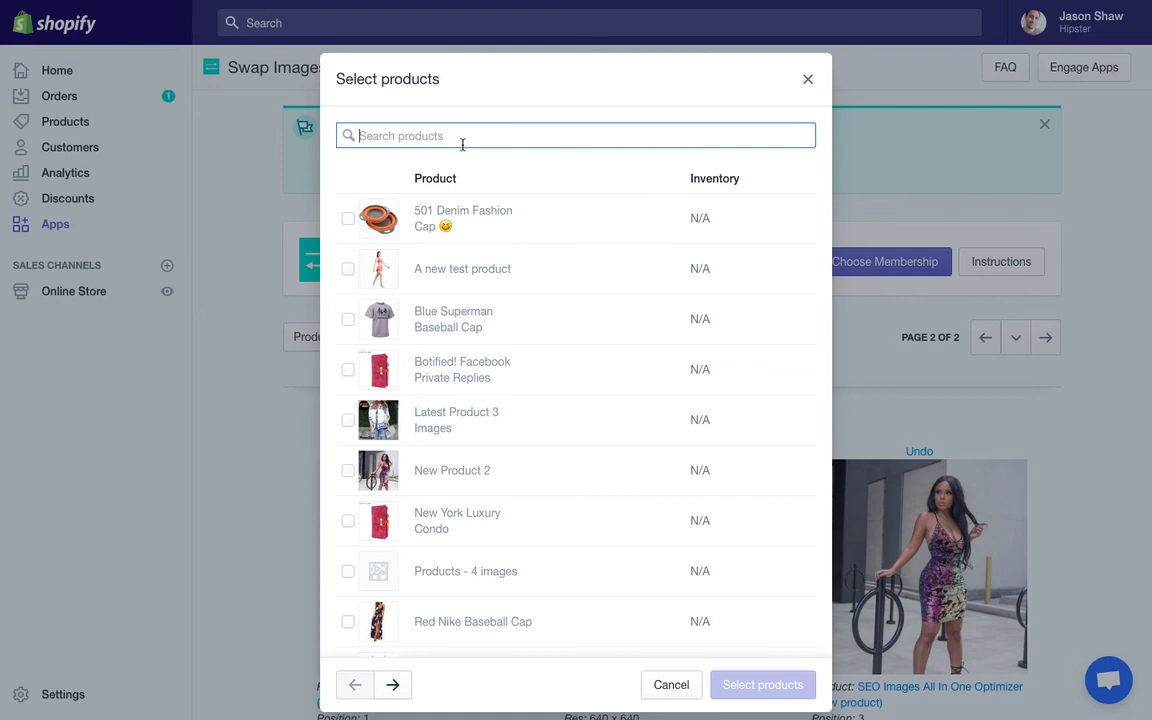 shopify
Search
Jason Shaw
Hipster
Home
Orders
1
Products
Customers
Analytics
Discounts
Apps
SALES CHANNELS
Online Store
Settings
Swap Images
FAQ
Engage Apps
Choose Membership
Instructions
Produ
PAGE 2 OF 2
Undo
duct: SEO Images All In One Optimizer
w product)
Position: 1
Res: 640 x 640
Position: 3
Select products
Search products
Product
Inventory
501 Denim Fashion
Cap 😀
N/A
A new test product
N/A
Blue Superman
Baseball Cap
N/A
Botified! Facebook
Private Replies
N/A
Latest Product 3
Images
N/A
New Product 2
N/A
New York Luxury
Condo
N/A
Products - 4 images
N/A
Red Nike Baseball Cap
N/A
Cancel
Select products